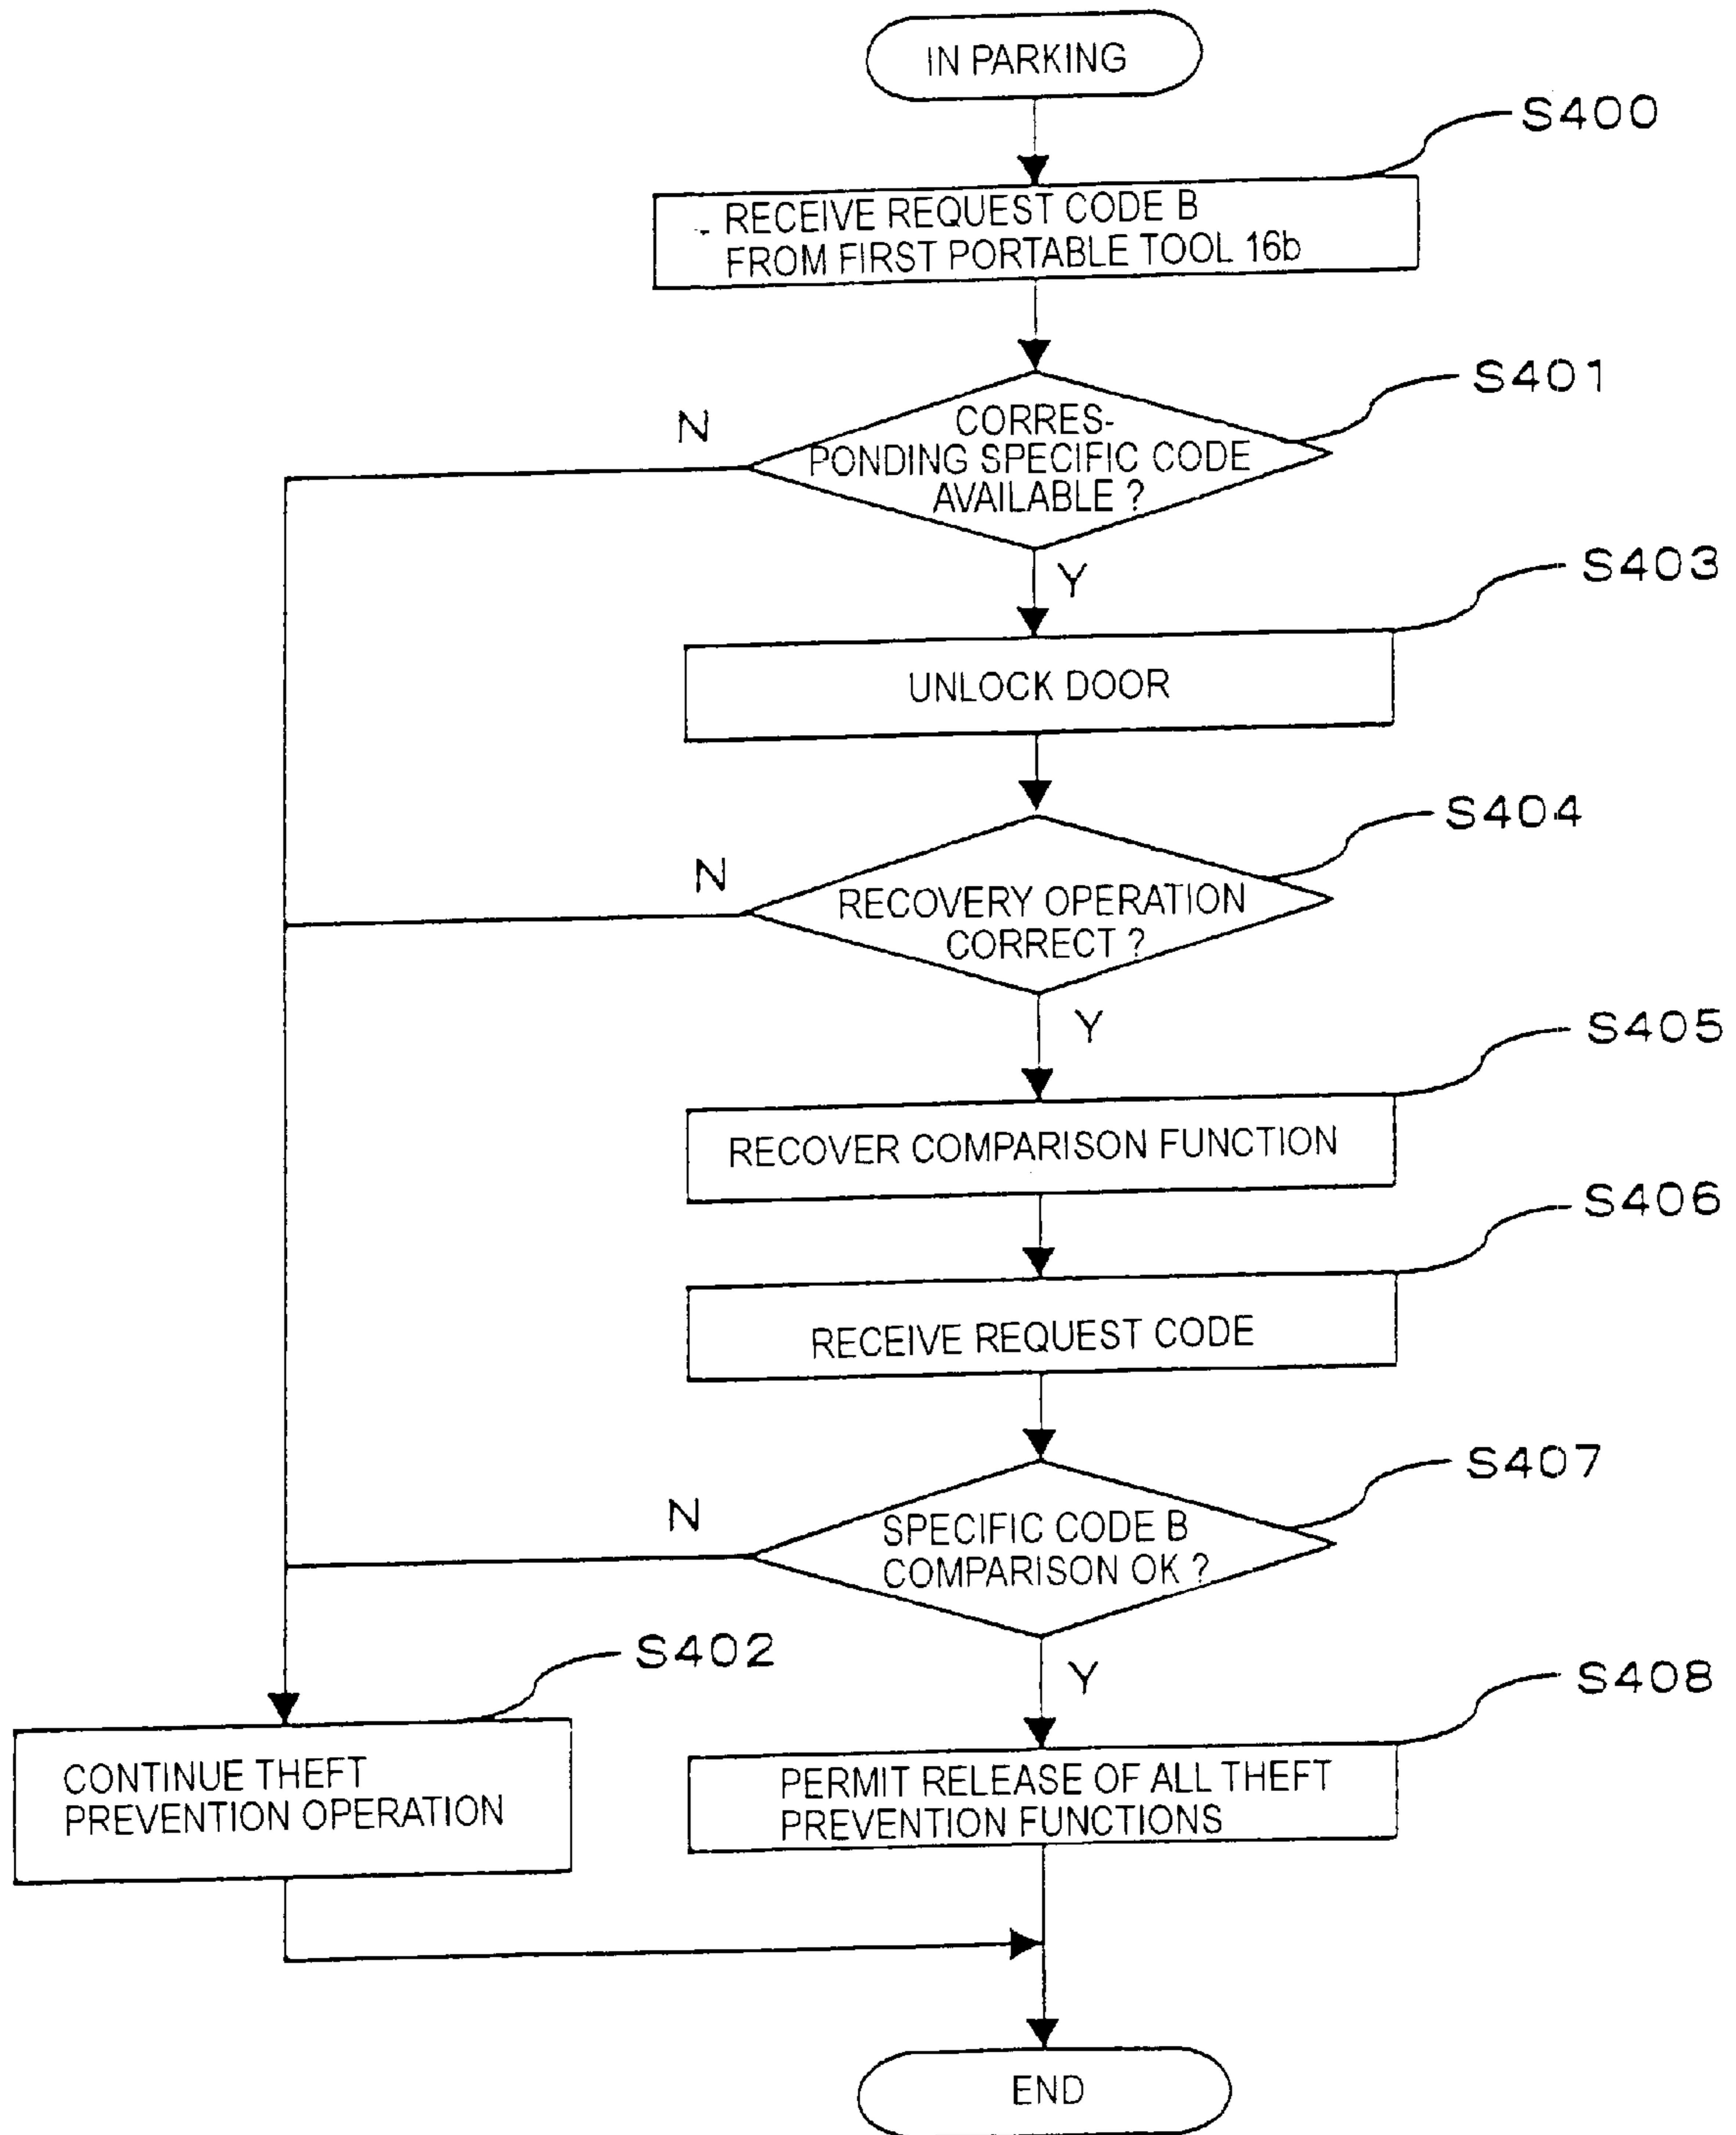 IN PARKING
S400
RECEIVE REQUEST CODE B
FROM FIRST PORTABLE TOOL 16b
S401
N
CORRES-
PONDING SPECIFIC CODE
AVAILABLE ?
Y
S403
UNLOCK DOOR
S404
N
RECOVERY OPERATION
CORRECT ?
Y
S405
RECOVER COMPARISON FUNCTION
S406
RECEIVE REQUEST CODE
S407
N
SPECIFIC CODE B
COMPARISON OK ?
S402
Y
S408
CONTINUE THEFT
PREVENTION OPERATION
PERMIT RELEASE OF ALL THEFT
PREVENTION FUNCTIONS
END